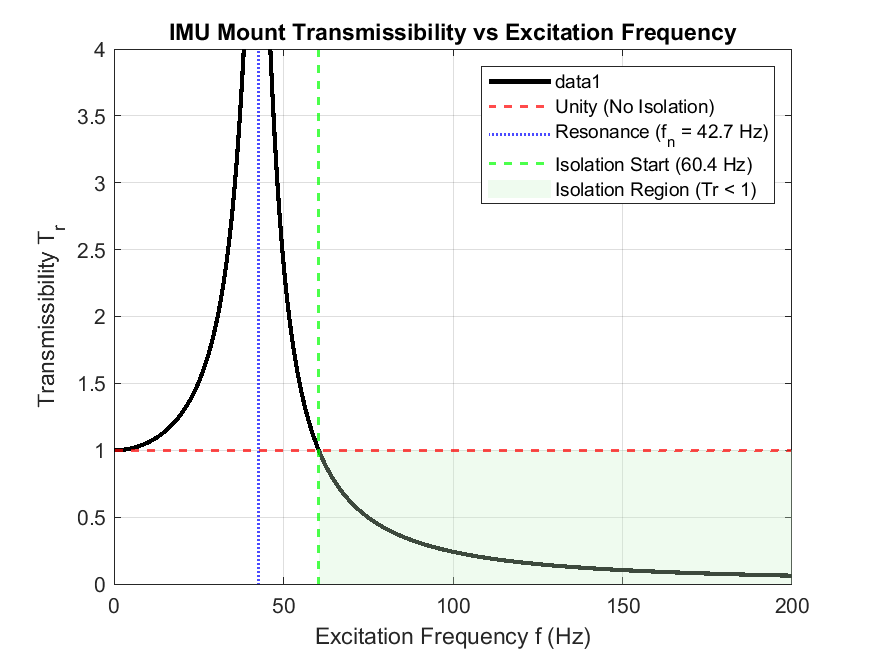 IMU Mount Transmissibility vs Excitation Frequency
4
3.5
3
2.5
2
1.5
1
0.5
0
Transmissibility T_r
data1
Unity (No Isolation)
Resonance (f_n = 42.7 Hz)
Isolation Start (60.4 Hz)
Isolation Region (Tr < 1)
0 50 100 150 200
Excitation Frequency f (Hz)